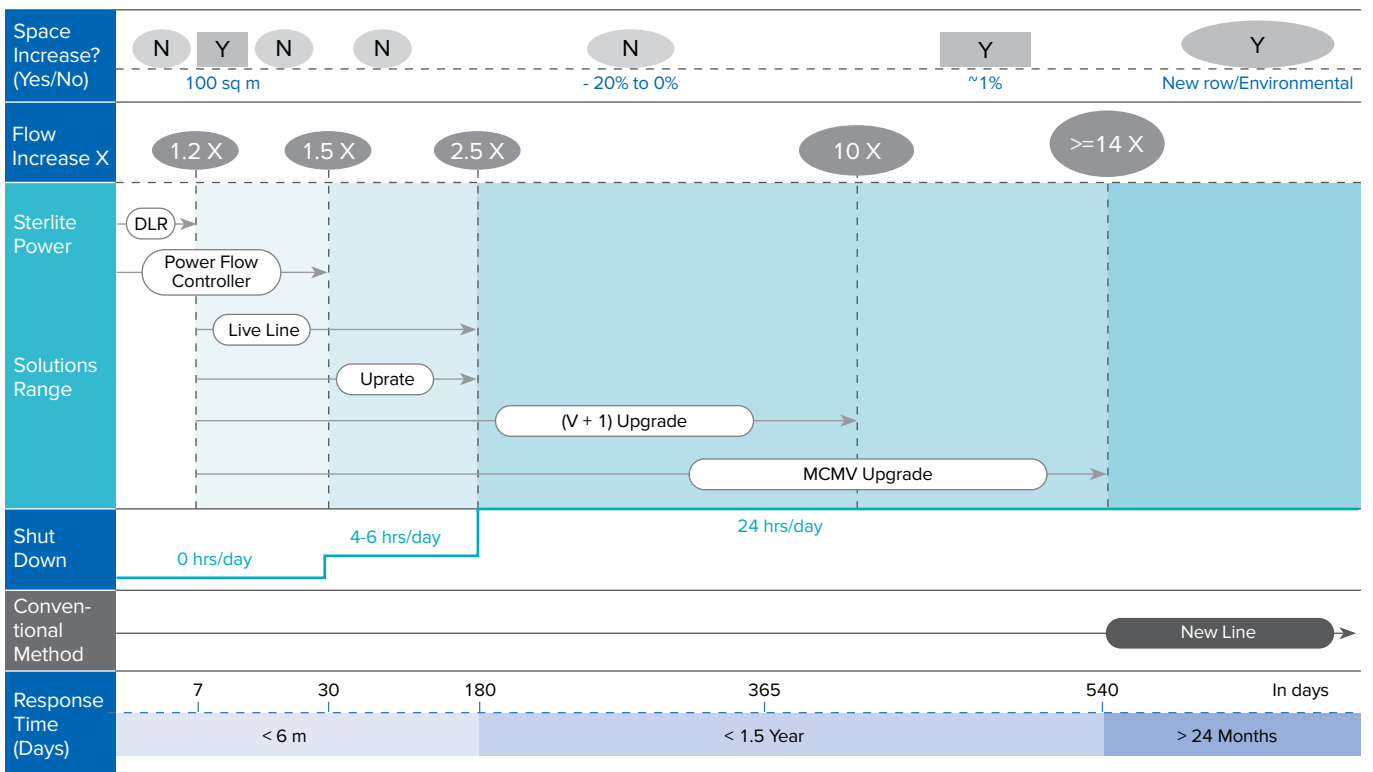 Space
Increase?
(Yes/No)
N Y N N N Y Y
100 sq m - 20% to 0% ~1% New row/Environmental
Flow
Increase X
1.2 X 1.5 X 2.5 X 10 X >=14 X
Sterlite
Power
DLR
Power Flow
Controller
Live Line
Solutions
Range
Uprate
(V + 1) Upgrade
MCMV Upgrade
Shut
Down
0 hrs/day 4-6 hrs/day 24 hrs/day
Conven-
tional
Method
New Line
Response
Time
(Days)
7 30 180 365 540 In days
< 6 m < 1.5 Year > 24 Months